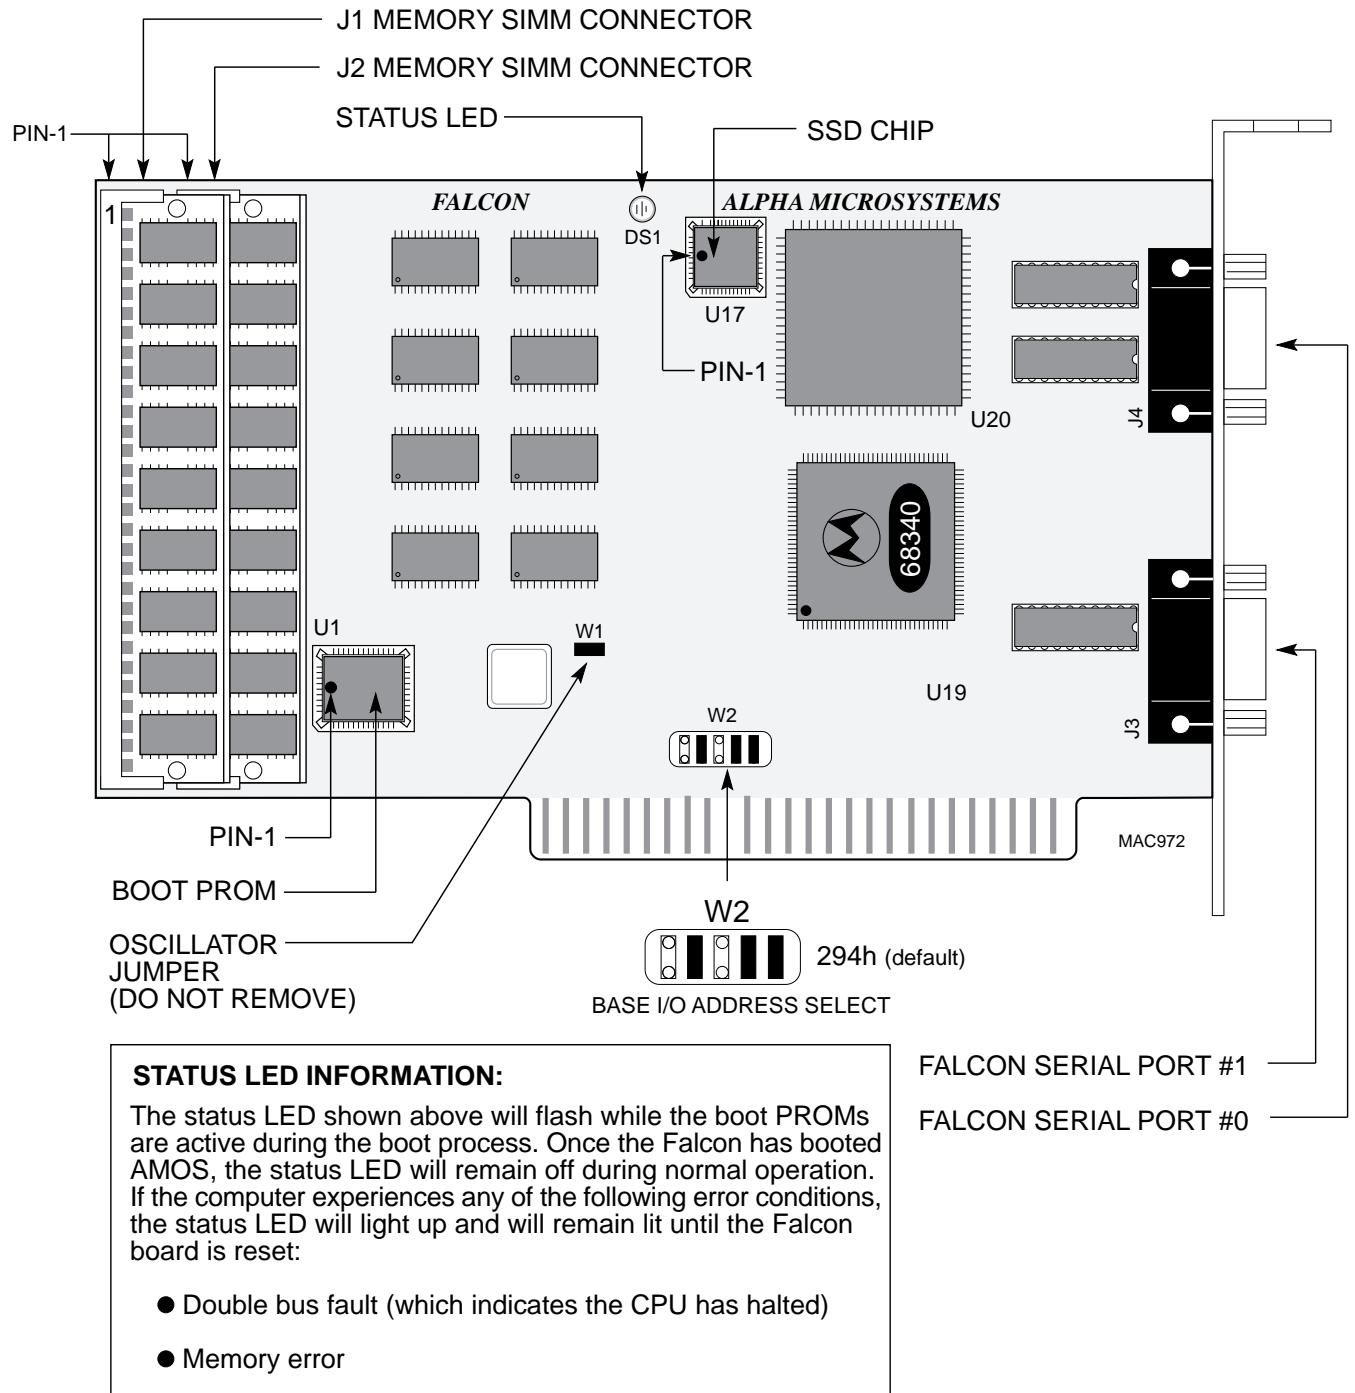 J1 MEMORY SIMM CONNECTOR
J2 MEMORY SIMM CONNECTOR
STATUS LED
SSD CHIP
PIN-1
1
FALCON
ALPHA MICROSYSTEMS
DS1
U17
PIN-1
U20
J4
68340
U1
W1
U19
W2
J3
PIN-1
MAC972
BOOT PROM
W2
OSCILLATOR
JUMPER
(DO NOT REMOVE)
294h (default)
BASE I/O ADDRESS SELECT
FALCON SERIAL PORT #1
FALCON SERIAL PORT #0
STATUS LED INFORMATION:
The status LED shown above will flash while the boot PROMs
are active during the boot process. Once the Falcon has booted
AMOS, the status LED will remain off during normal operation.
If the computer experiences any of the following error conditions,
the status LED will light up and will remain lit until the Falcon
board is reset:
● Double bus fault (which indicates the CPU has halted)
● Memory error